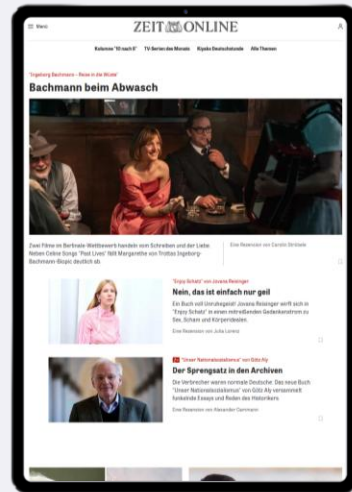 Menü
ZEIT ONLINE
Kolumne "10 nach 8" TV-Serien des Monats Kipako Deutschstunde Alle Themen
"Ingeborg Bachmann – Reise in die Wüste"
Bachmann beim Abwasch
Zwei Filme im Berlinale-Wettbewerb handeln vom Schreiben und der Liebe.
Neben Celine Songs "Past Lives" fällt Margarethe von Trottas Ingeborg-
Bachmann-Biopic deutlich ab.
Eine Rezension von Carolin Ströbele
"Enjoy Schatz" von Jovana Reisinger
Nein, das ist einfach nur geil
Ein Buch voll Unruhegeist! Jovana Reisinger wirft sich in
"Enjoy Schatz" in einen mitreißenden Gedankenstrom zu
Sex, Scham und Körperidealen.
Eine Rezension von Julia Lorenz
"Unser Nationalsozialismus" von Götz Aly
Der Sprengsatz in den Archiven
Die Verbrecher waren normale Deutsche. Das neue Buch
"Unser Nationalsozialismus" von Götz Aly versammelt
funkelnde Essays und Reden des Historikers.
Eine Rezension von Alexander Cammann